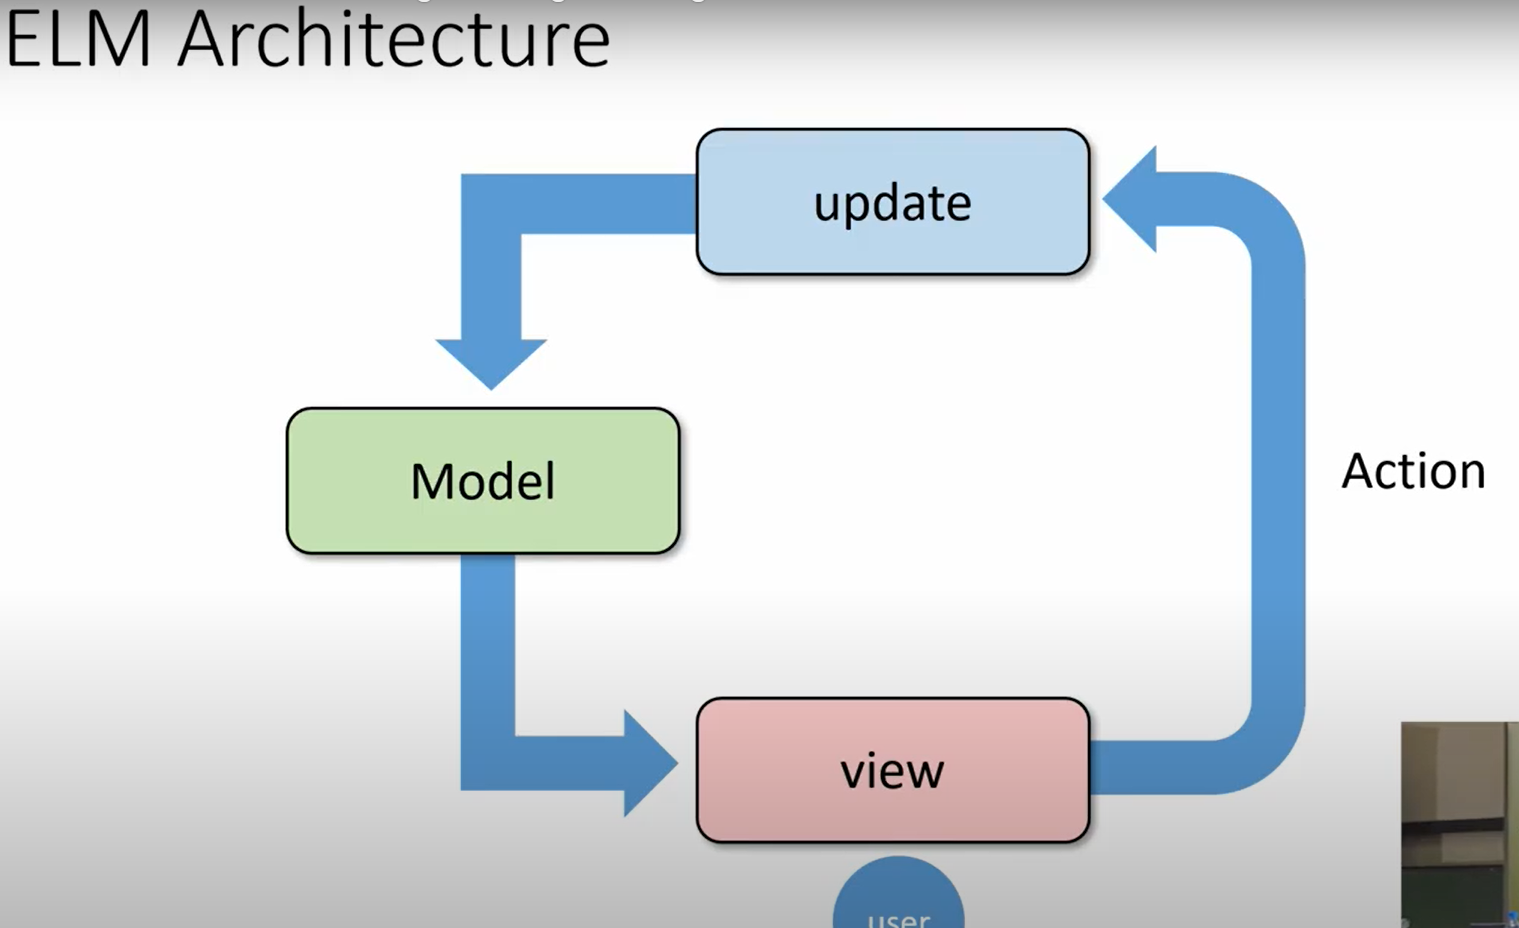 ELM Architecture
update
Model
Action
view
user